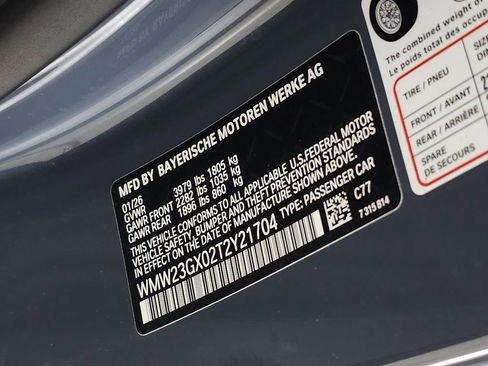 MFD BY BAYERISCHE MOTOREN WERKE AG
01/26
GVWR 3979 lbs 1805 kg
GAWR FRONT 2282 lbs 1035 kg
GAWR REAR 1896 lbs 860 kg
THIS VEHICLE CONFORMS TO ALL APPLICABLE U.S. FEDERAL MOTOR
VEHICLE SAFETY, BUMPER, AND THEFT PREVENTION STANDARDS
IN EFFECT ON THE DATE OF MANUFACTURE SHOWN ABOVE.
WMW23GX02T2Y21704 TYPE: PASSENGER CAR
C77
7 315 814
The combined weight of
Le poids total des occup
TIRE / PNEU
FRONT / AVANT
REAR / ARRIÈRE
SPARE
DE SECOURS